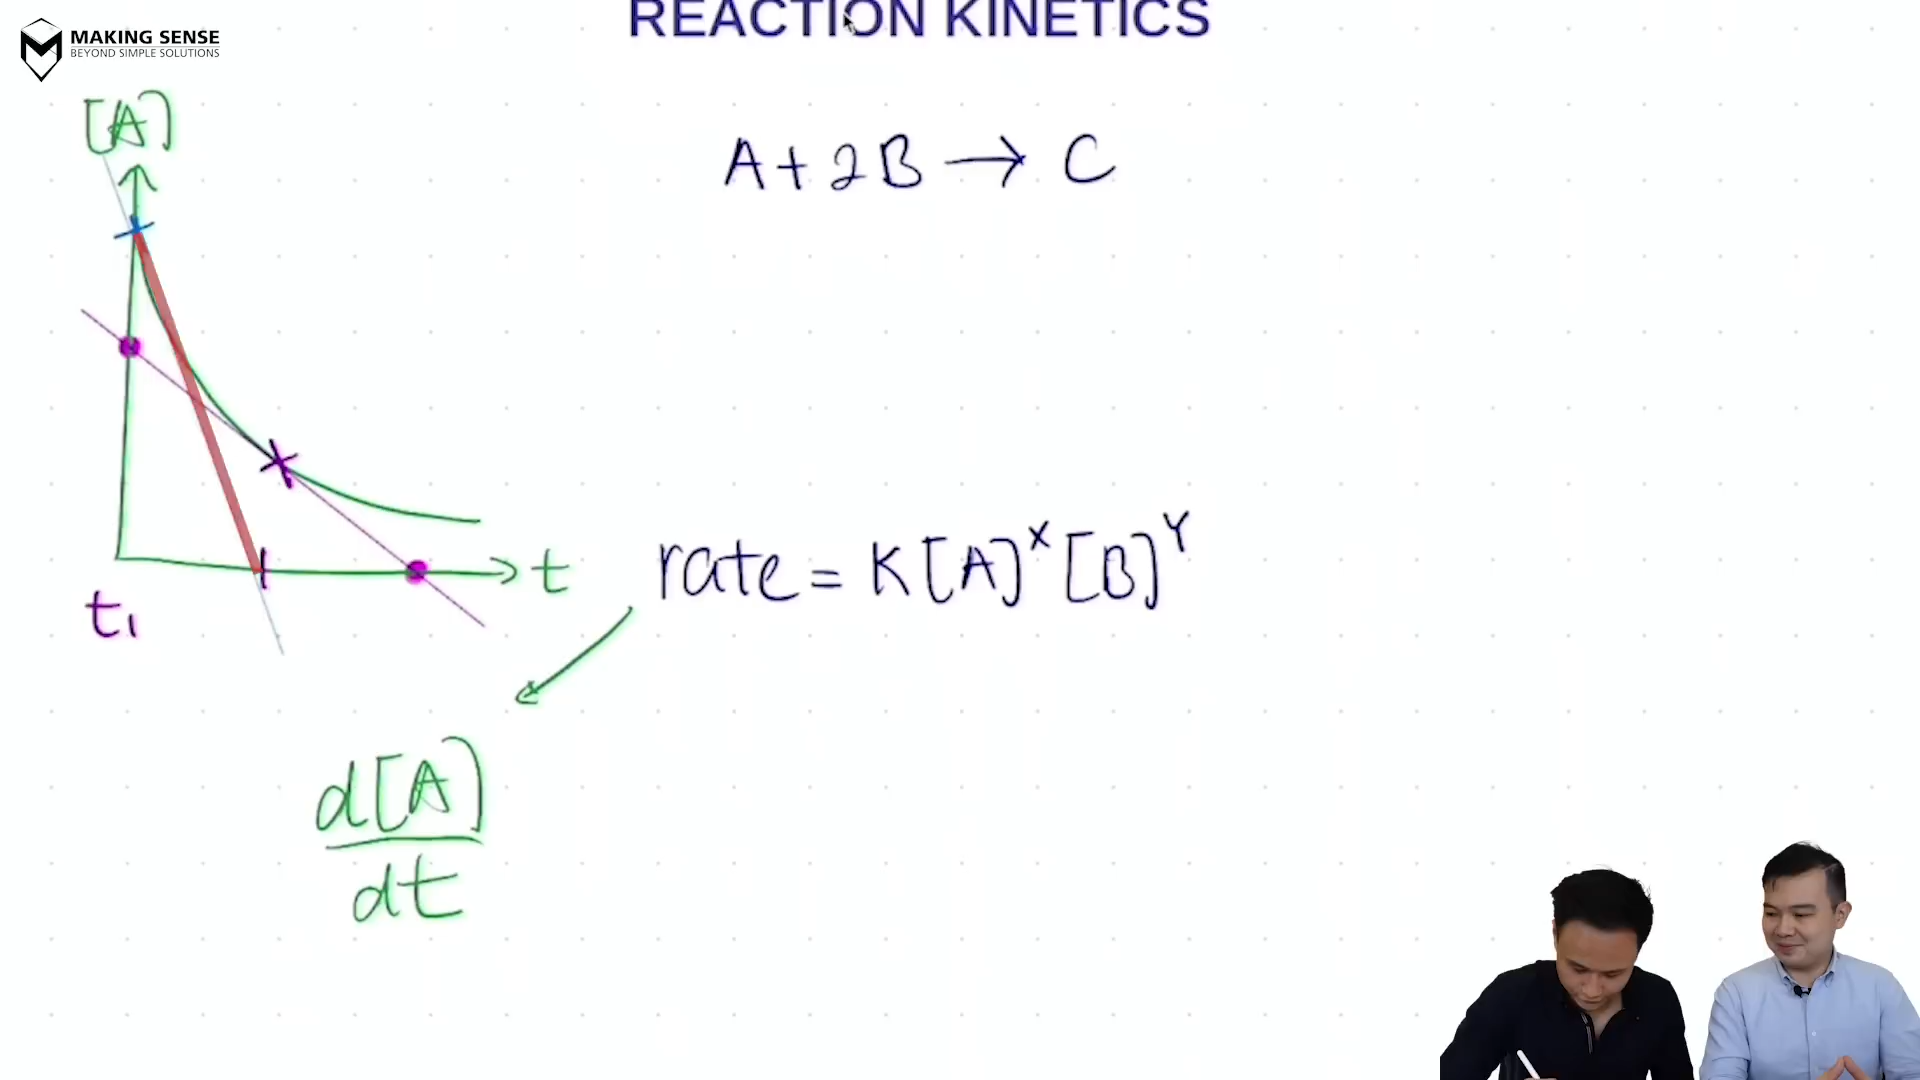 REACTION KINETICS
MAKING SENSE
BEYOND SIMPLE SOLUTIONS
[A]
A + 2B → C
t
rate = K[A]^x [B]^Y
t₁
d[A]
dt